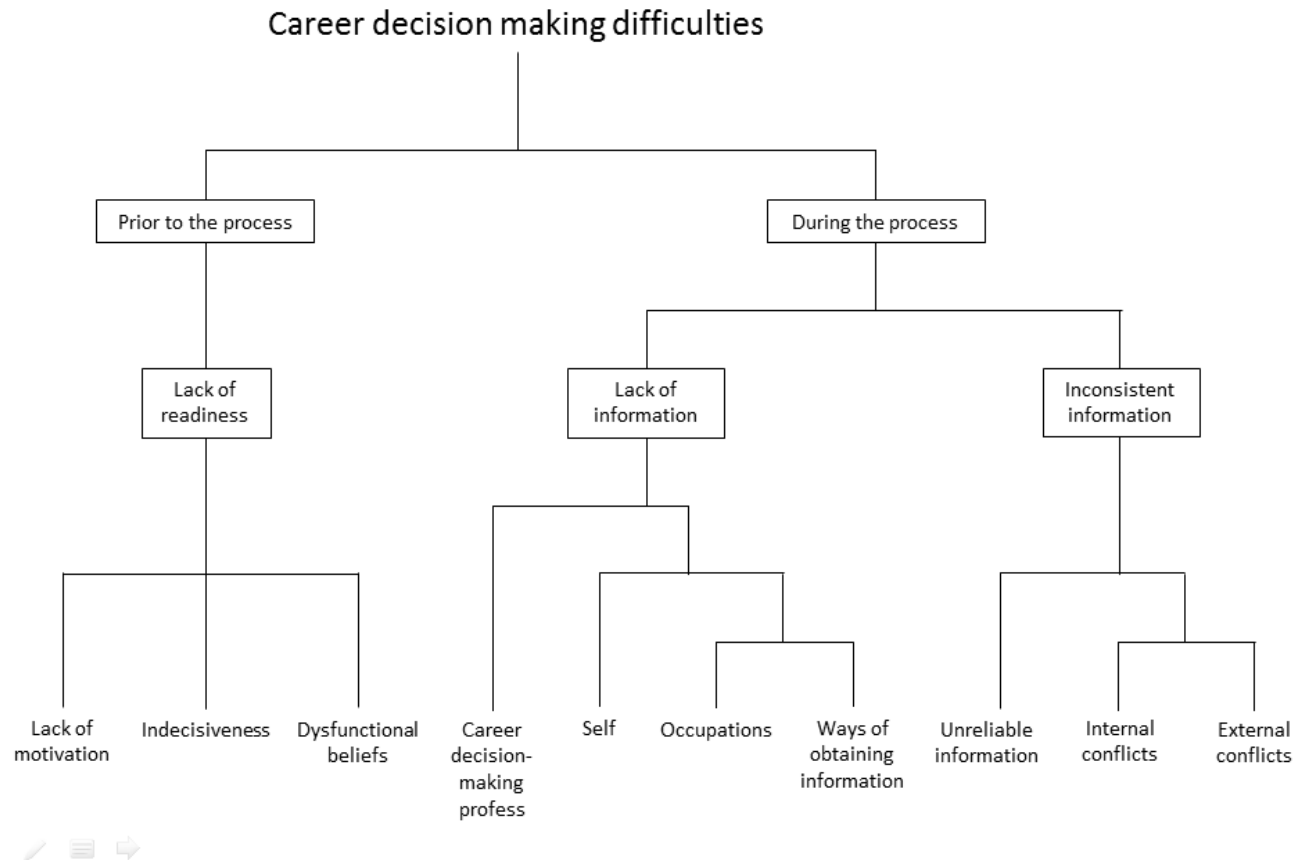 Career decision making difficulties
Prior to the process
During the process
Lack of
readiness
Lack of
information
Inconsistent
information
Lack of
motivation
Indecisiveness
Dysfunctional
beliefs
Career
decision-
making
profess
Self
Occupations
Ways of
obtaining
information
Unreliable
information
Internal
conflicts
External
conflicts